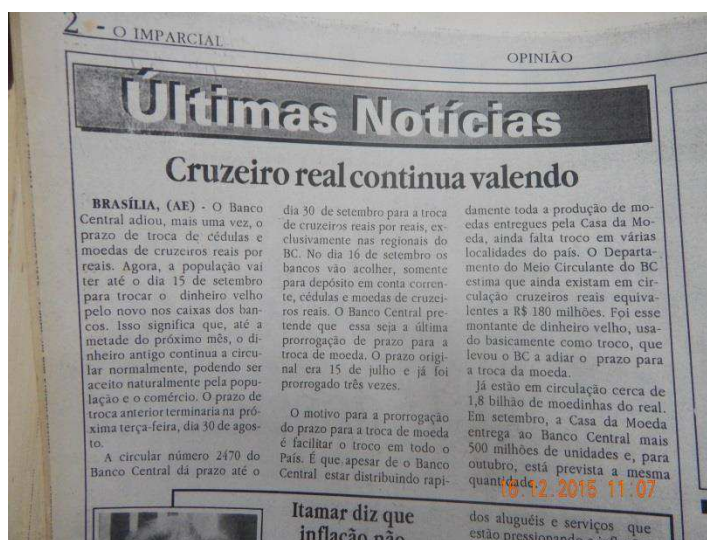 2 - O IMPARCIAL
OPINIÃO
Últimas Notícias
Cruzeiro real continua valendo
BRASÍLIA, (AE) - O Banco
Central adiou, mais uma vez, o
prazo de troca de cédulas e
moedas de cruzeiros reais por
reais. Agora, a população vai
ter até o dia 15 de setembro
para trocar o dinheiro velho
pelo novo nos caixas dos ban-
cos. Isso significa que, até a
metade do próximo mês, o di-
nheiro antigo continua a circu-
lar normalmente, podendo ser
aceito naturalmente pela popu-
lação e o comércio. O prazo de
troca anterior terminaria na pró-
xima terça-feira, dia 30 de agos-
to.
A circular número 2470 do
Banco Central dá prazo até o
dia 30 de setembro para a troca
de cruzeiros reais por reais, ex-
clusivamente nas regionais do
BC. No dia 16 de setembro os
bancos vão acolher, somente
para depósito em conta corren-
te, cédulas e moedas de cruzei-
ros reais. O Banco Central pre-
tende que essa seja a última
prorrogação de prazo para a
troca de moeda. O prazo origi-
nal era 15 de julho e já foi
prorrogado três vezes.
O motivo para a prorrogação
do prazo para a troca de moeda
é facilitar o troco em todo o
País. É que apesar de o Banco
Central estar distribuindo rapi-
damente toda a produção de mo-
edas entregues pela Casa da Mo-
eda, ainda falta troco em várias
localidades do país. O Departa-
mento do Meio Circulante do BC
estima que ainda existam em cir-
culação cruzeiros reais equiva-
lentes a R$ 180 milhões. Foi esse
montante de dinheiro velho, usa-
do basicamente como troco, que
levou o BC a adiar o prazo para
a troca da moeda.
Já estão em circulação cerca de
1,8 bilhão de moedinhas do real.
Em setembro, a Casa da Moeda
entrega ao Banco Central mais
500 milhões de unidades e, para
outubro, está prevista a mesma
quantidade.
16.12.2015 11:07
Itamar diz que
inflação não
dos aluguéis e serviços que
estão pressionando